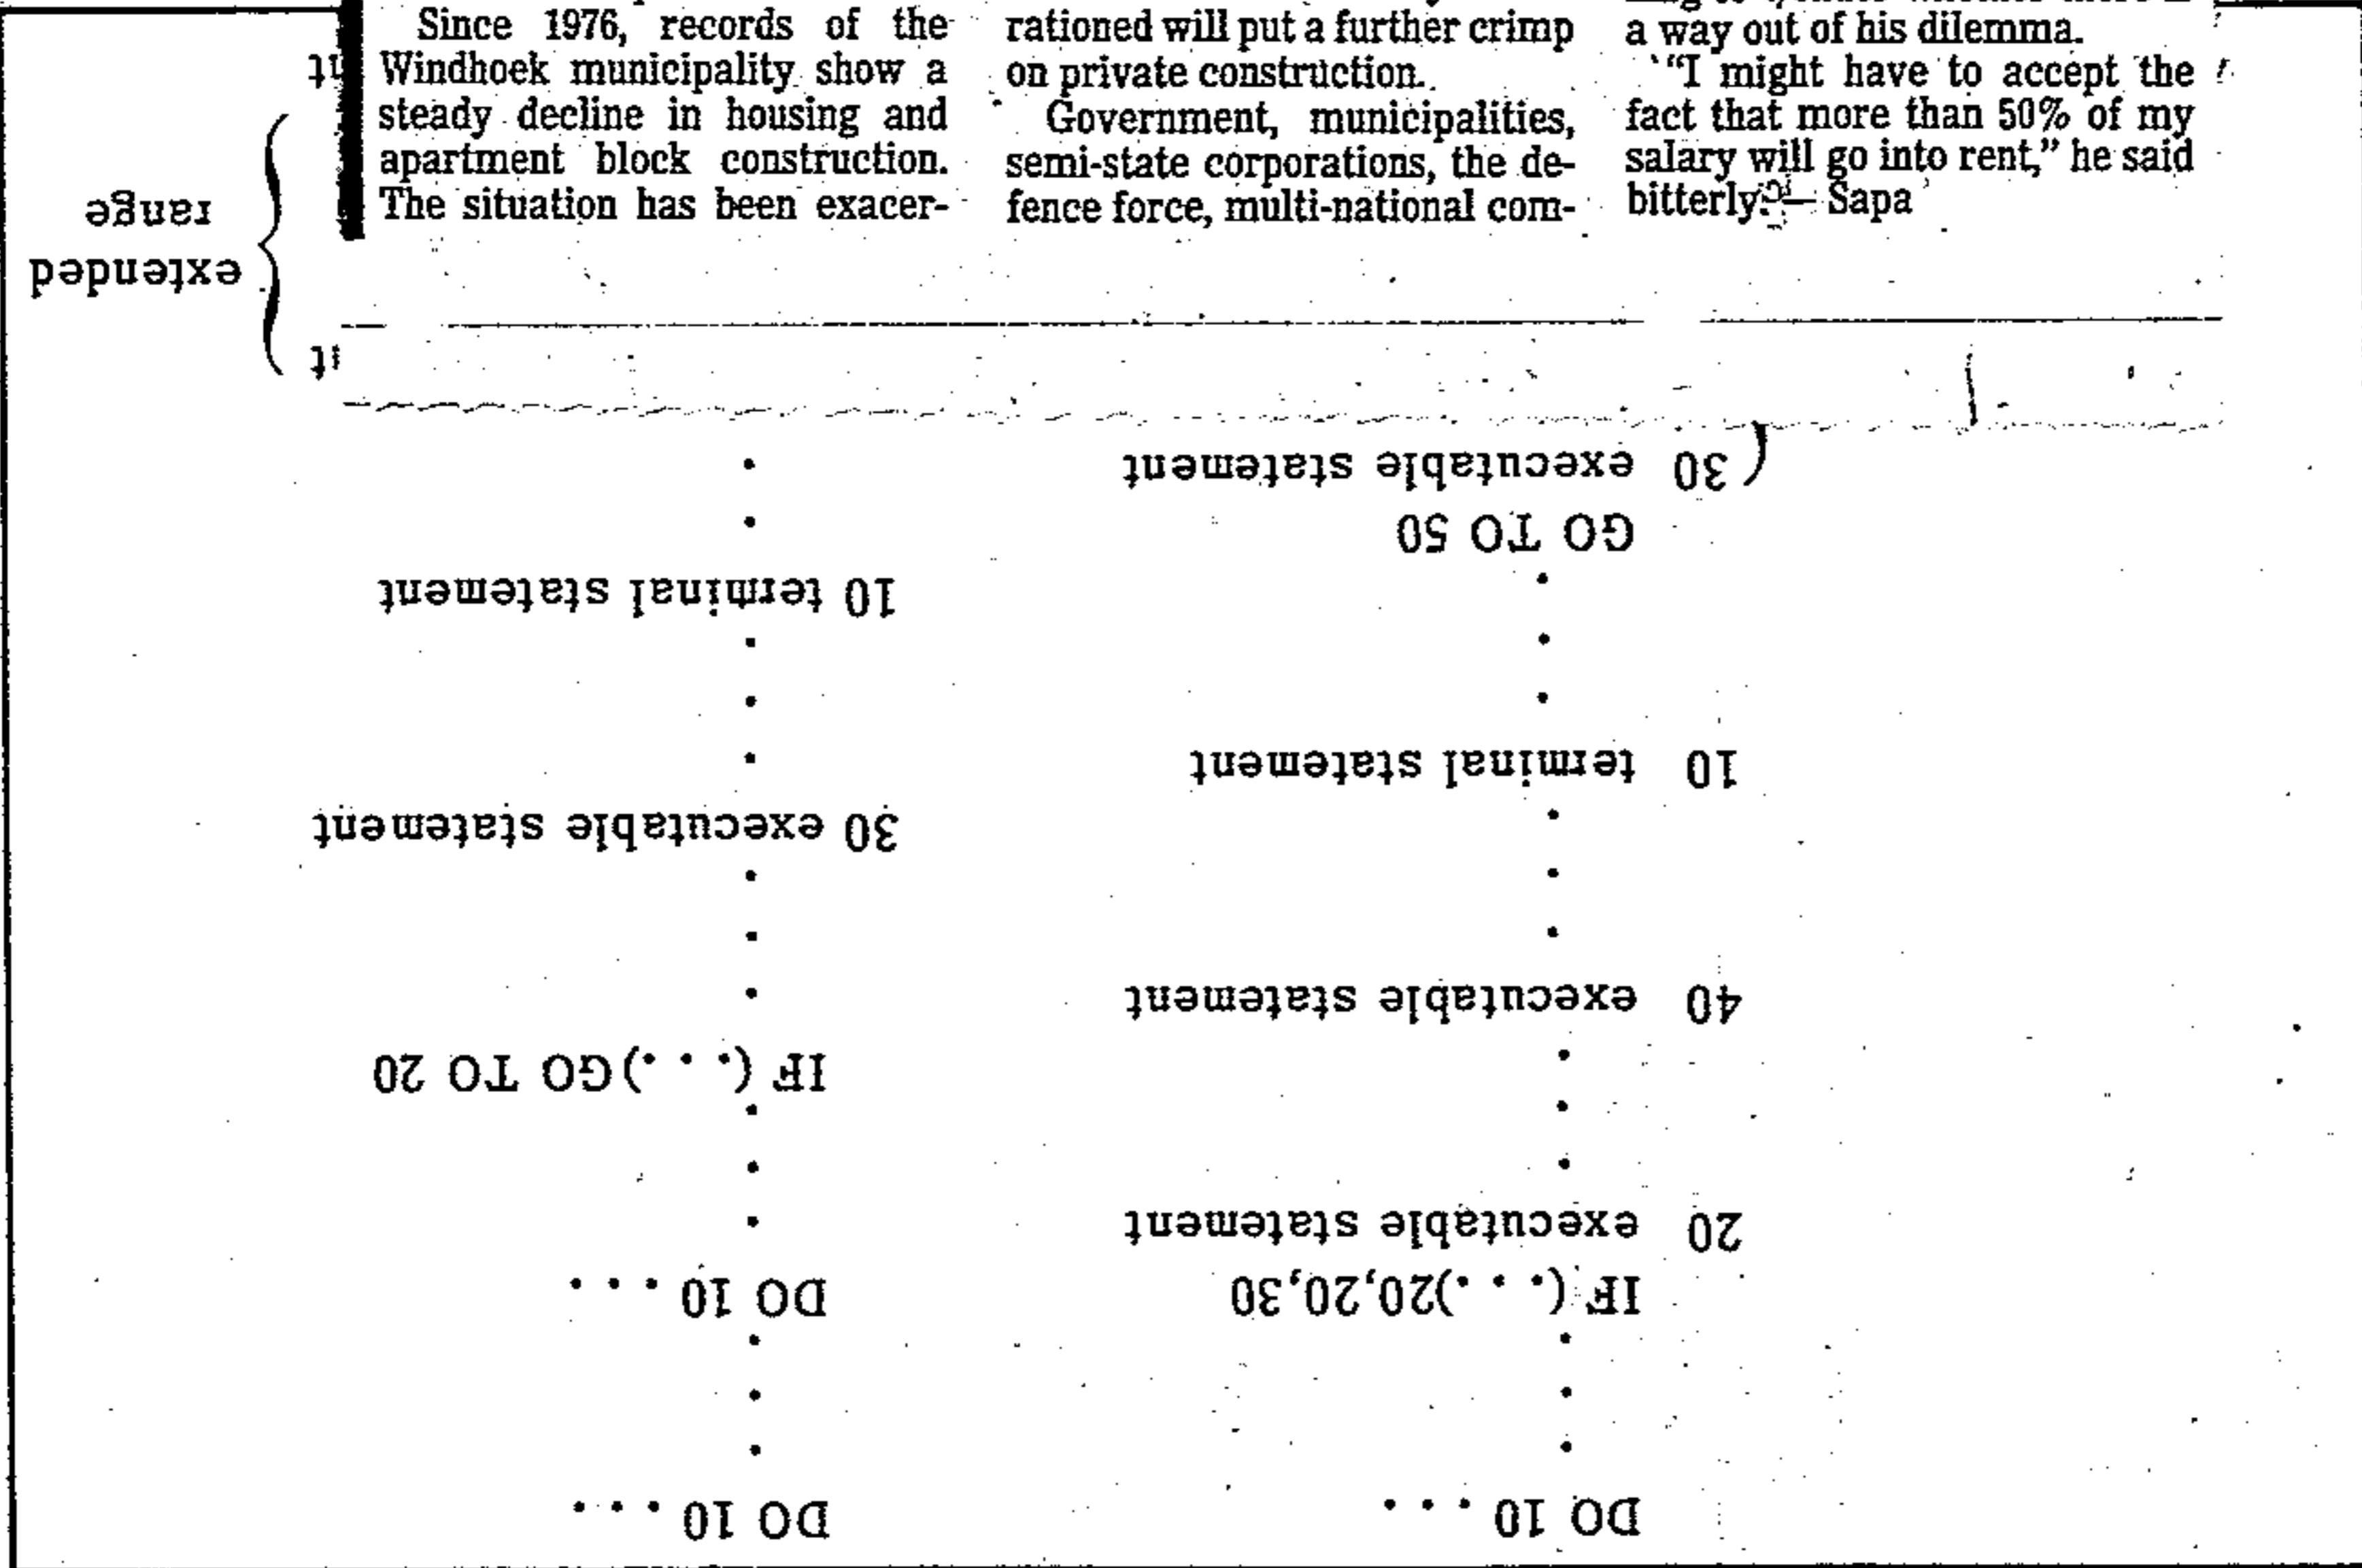 Since 1976, records of the
Windhoek municipality show a
steady decline in housing and
apartment block construction.
The situation has been exacer-
rationed will put a further crimp
on private construction.
Government, municipalities,
semi-state corporations, the de-
fence force, multi-national com-
a way out of his dilemma.
“I might have to accept the
fact that more than 50% of my
salary will go into rent,” he said
bitterly. — Sapa
DO 10 . . .
.
.
.
IF (. . .)20,20,30
20 executable statement
.
.
.
40 executable statement
.
.
.
10 terminal statement
.
.
.
GO TO 50
30 executable statement
DO 10 . . .
.
.
.
DO 10 . . .
.
.
.
IF (. . .)GO TO 20
.
.
.
30 executable statement
.
.
.
10 terminal statement
.
.
extended
range